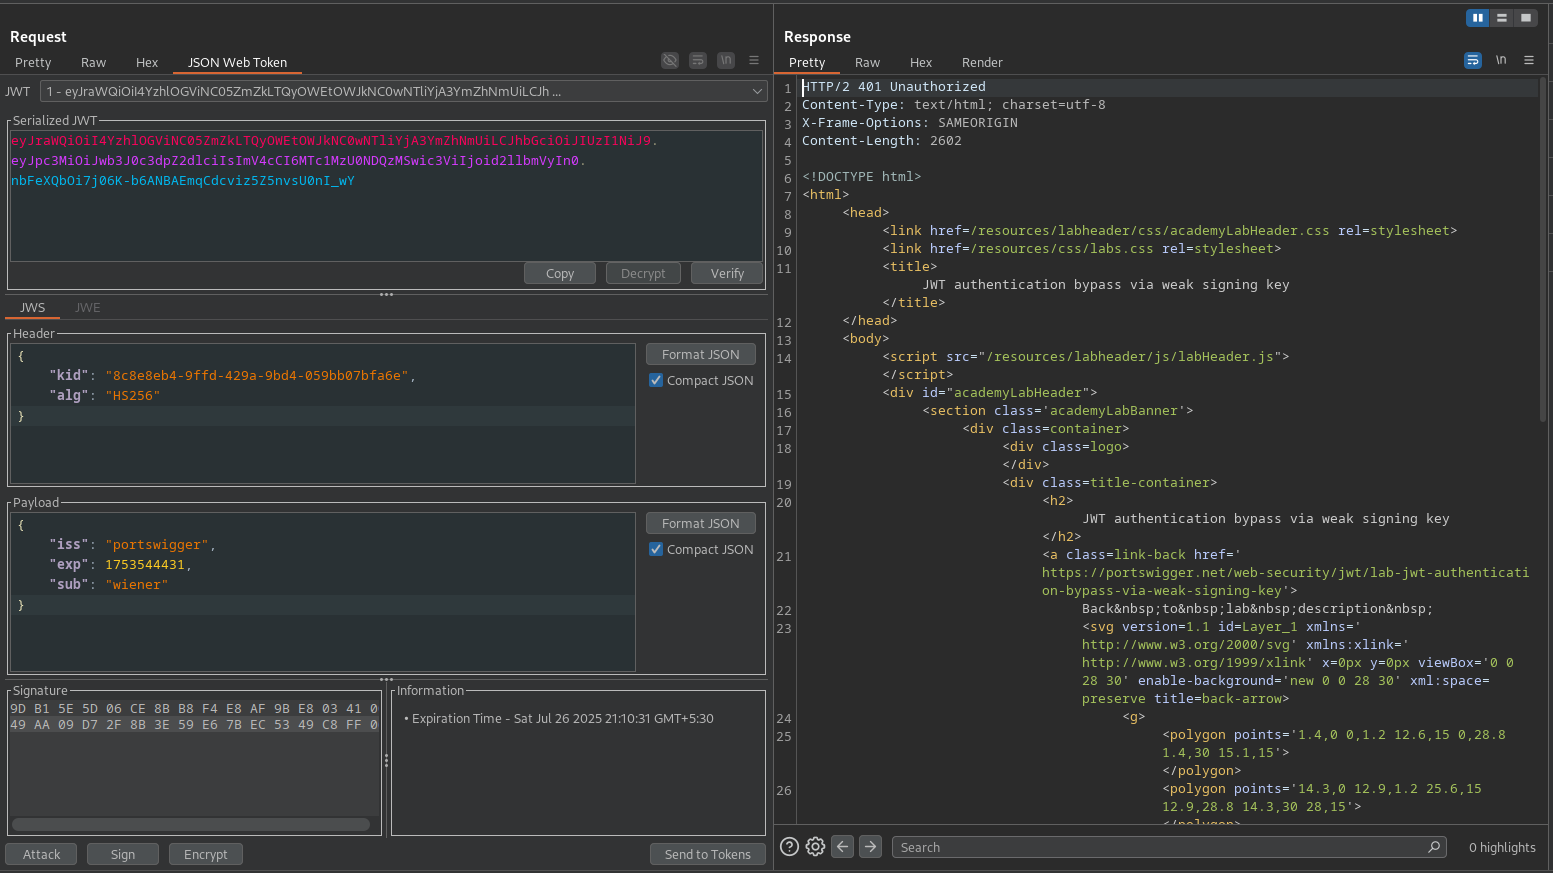 Request
Pretty Raw Hex JSON Web Token
JWT 1 - eyJraWQiOiI4YzhlOGViNC05ZmZkLTQyOWEtOWJkNC0wNTliYjA3YmZhNmUiLCJh ...
Serialized JWT
eyJraWQiOiI4YzhlOGViNC05ZmZkLTQyOWEtOWJkNC0wNTliYjA3YmZhNmUiLCJhbGciOiJIUzI1NiJ9.
eyJpc3MiOiJwb3J0c3dpZ2dlciIsImV4cCI6MTc1MzU0NDQzMSwic3ViIjoid2llbmVyIn0.
nbFeXQbOi7j06K-b6ANBAEmqCdcviz5Z5nvsU0nI_wY
Copy Decrypt Verify
JWS JWE
Header
{
"kid": "8c8e8eb4-9ffd-429a-9bd4-059bb07bfa6e",
"alg": "HS256"
}
Format JSON
Compact JSON
Payload
{
"iss": "portswigger",
"exp": 1753544431,
"sub": "wiener"
}
Format JSON
Compact JSON
Signature
9D B1 5E 5D 06 CE 8B B8 F4 E8 AF 9B E8 03 41 0
49 AA 09 D7 2F 8B 3E 59 E6 7B EC 53 49 C8 FF 0
Information
• Expiration Time - Sat Jul 26 2025 21:10:31 GMT+5:30
Attack Sign Encrypt Send to Tokens
Response
Pretty Raw Hex Render
\n
1 HTTP/2 401 Unauthorized
2 Content-Type: text/html; charset=utf-8
3 X-Frame-Options: SAMEORIGIN
4 Content-Length: 2602
5
6 <!DOCTYPE html>
7 <html>
8 <head>
9 <link href=/resources/labheader/css/academyLabHeader.css rel=stylesheet>
10 <link href=/resources/css/labs.css rel=stylesheet>
11 <title>
JWT authentication bypass via weak signing key
</title>
12 </head>
13 <body>
14 <script src="/resources/labheader/js/labHeader.js">
</script>
15 <div id="academyLabHeader">
16 <section class='academyLabBanner'>
17 <div class=container>
18 <div class=logo>
</div>
19 <div class=title-container>
20 <h2>
JWT authentication bypass via weak signing key
</h2>
21 <a class=link-back href='
https://portswigger.net/web-security/jwt/lab-jwt-authenticati
on-bypass-via-weak-signing-key'>
22 Back&nbsp;to&nbsp;lab&nbsp;description&nbsp;
23 <svg version=1.1 id=Layer_1 xmlns='
http://www.w3.org/2000/svg' xmlns:xlink='
http://www.w3.org/1999/xlink' x=0px y=0px viewBox='0 0
28 30' enable-background='new 0 0 28 30' xml:space=
preserve title=back-arrow>
24 <g>
25 <polygon points='1.4,0 0,1.2 12.6,15 0,28.8
1.4,30 15.1,15'>
</polygon>
26 <polygon points='14.3,0 12.9,1.2 25.6,15
12.9,28.8 14.3,30 28,15'>
</polygon>
Search 0 highlights